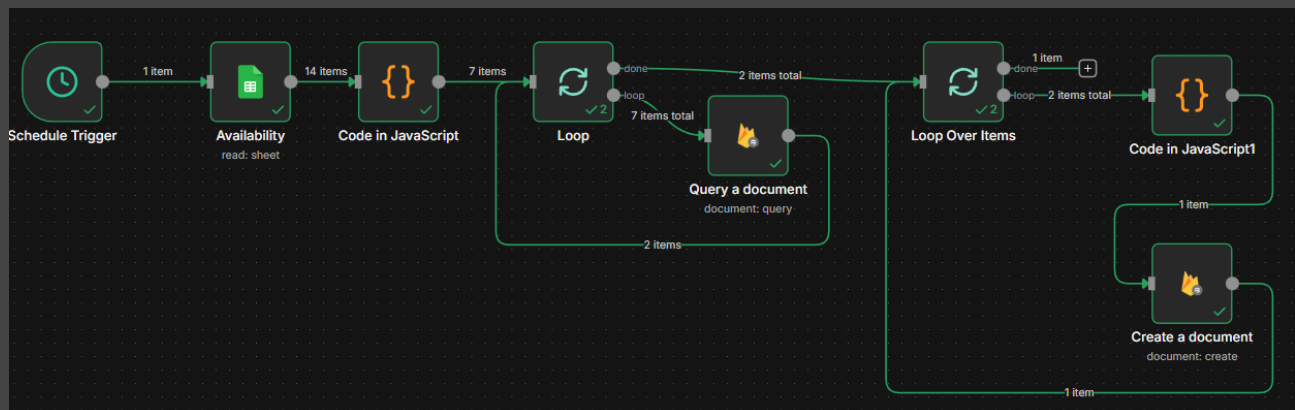 1 item
14 items
7 items
done
2 items total
1 item
done
loop
2
7 items total
2
loop
2 items total
Schedule Trigger
Availability
read: sheet
Code in JavaScript
Loop
Loop Over Items
Code in JavaScript1
Query a document
document: query
1 item
2 items
Create a document
document: create
1 item